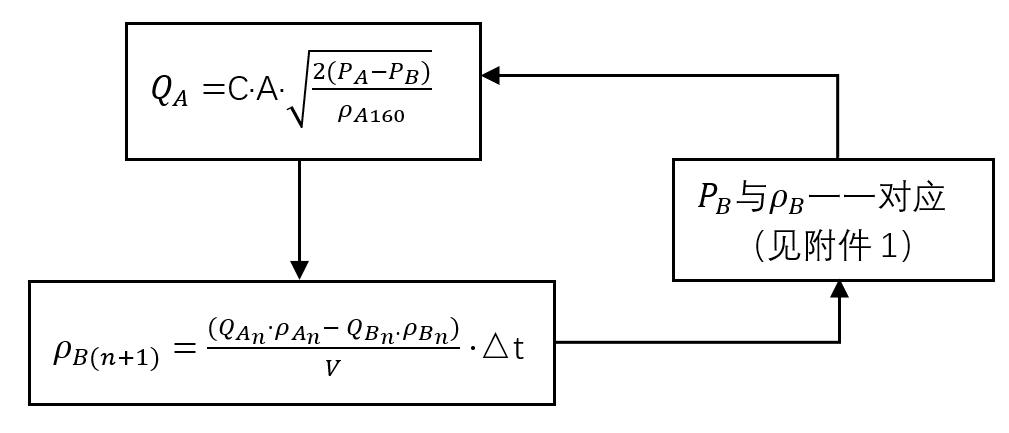 Q_A =C·A·√(2(P_A−P_B)/ρ_A160)
P_B与ρ_B一一对应
（见附件 1）
ρ_B(n+1) = (Q_An·ρ_An − Q_Bn·ρ_Bn)/V · △t